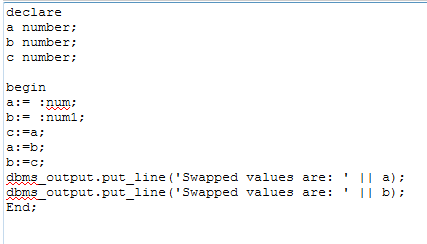 declare
a number;
b number;
c number;
begin
a:= :num;
b:= :num1;
c:=a;
a:=b;
b:=c;
dbms_output.put_line('Swapped values are: ' || a);
dbms_output.put_line('Swapped values are: ' || b);
End;